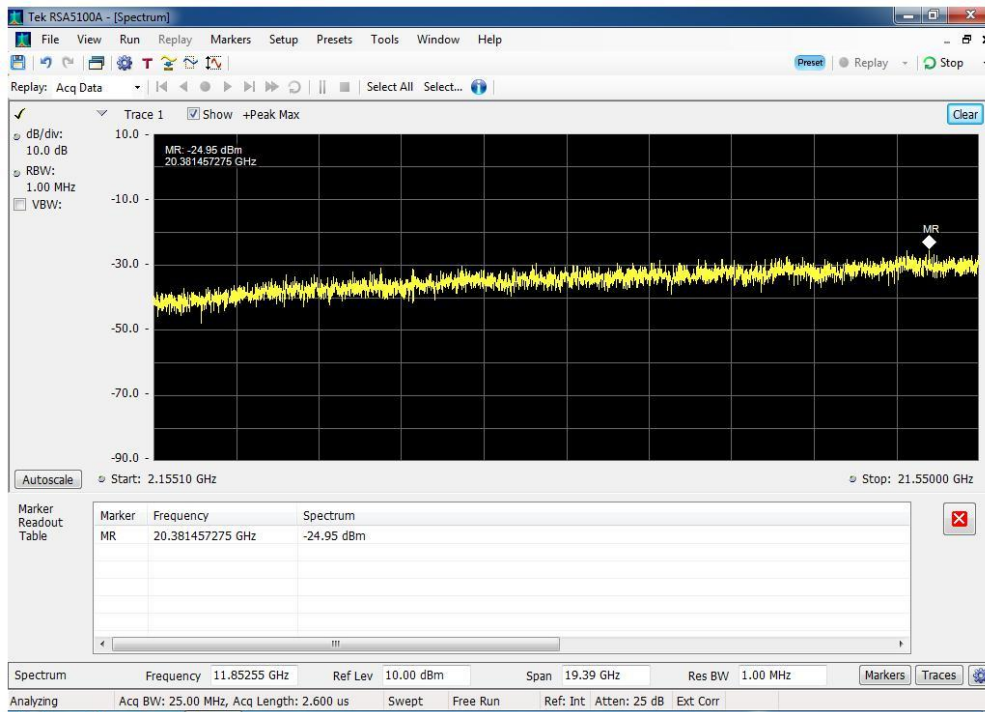 Tek RSA5100A - [Spectrum]
File View Run Replay Markers Setup Presets Tools Window Help
Preset Replay Stop
Replay: Acq Data Select All Select...
Trace 1 Show +Peak Max Clear
dB/div:
10.0 dB
RBW:
1.00 MHz
VBW:
10.0
-10.0
-30.0
-50.0
-70.0
-90.0
MR: -24.95 dBm
20.381457275 GHz
MR
Autoscale Start: 2.15510 GHz Stop: 21.55000 GHz
Marker
Readout
Table
Marker Frequency Spectrum
MR 20.381457275 GHz -24.95 dBm
Spectrum Frequency 11.85255 GHz Ref Lev 10.00 dBm Span 19.39 GHz Res BW 1.00 MHz Markers Traces
Analyzing Acq BW: 25.00 MHz, Acq Length: 2.600 us Swept Free Run Ref: Int Atten: 25 dB Ext Corr